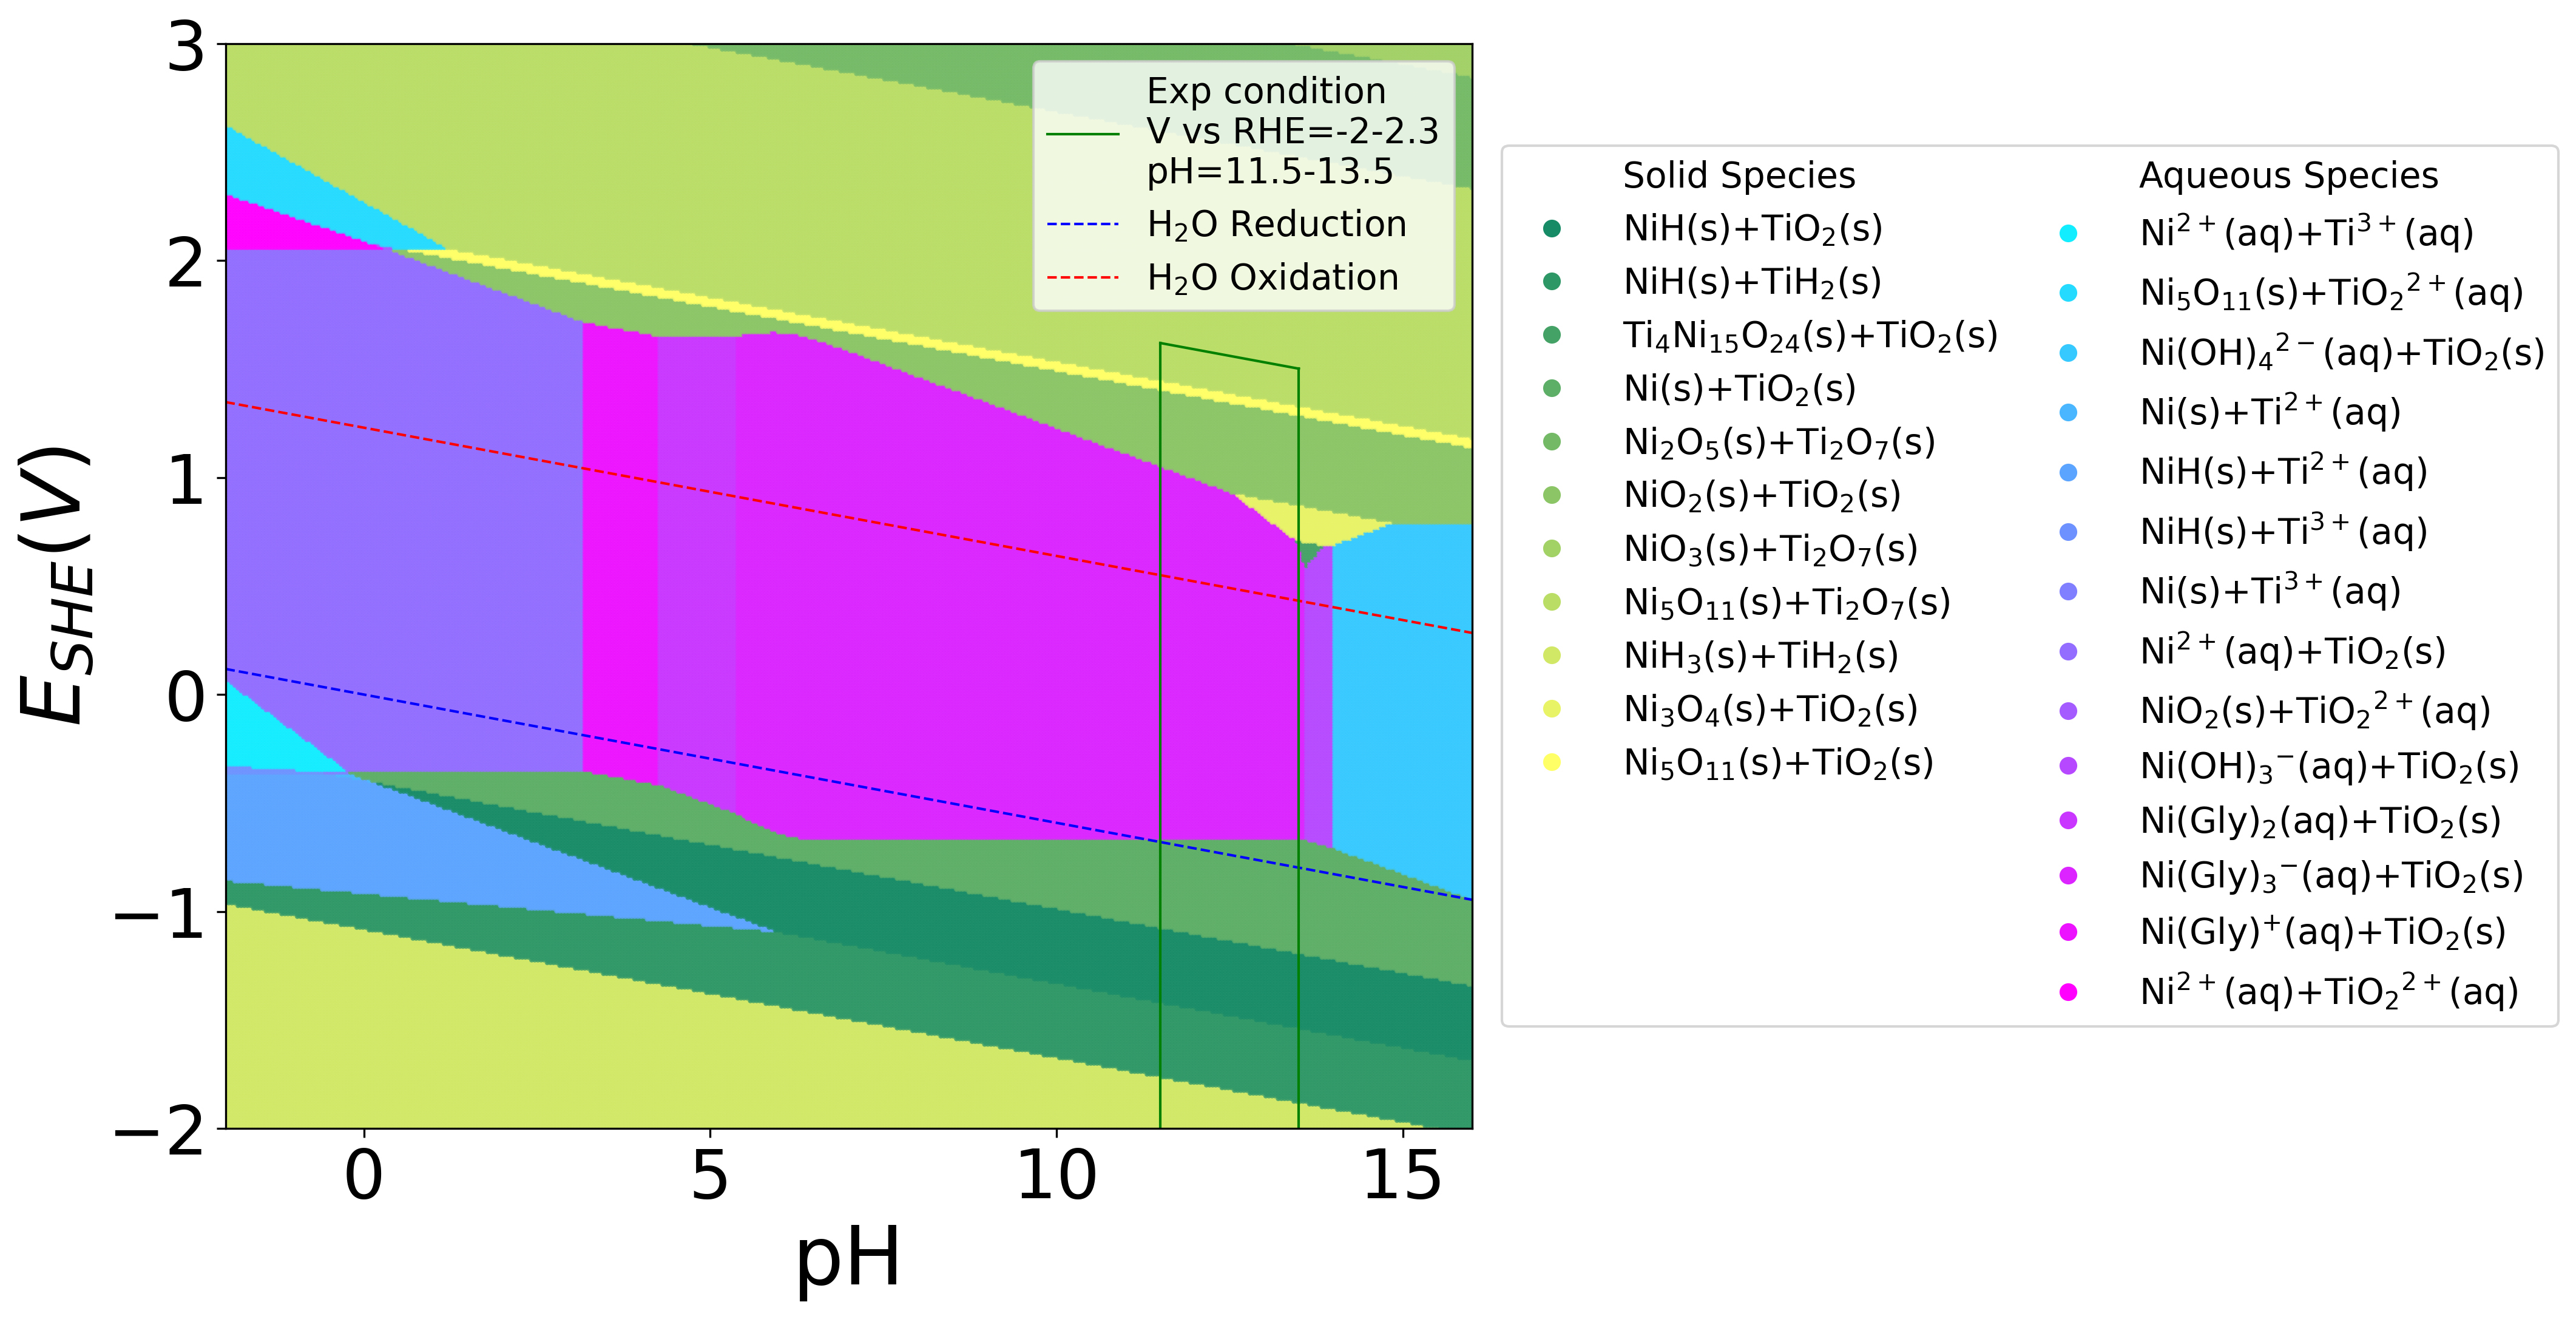 3
2
1
0
−1
−2
E_{SHE}(V)
0
5
10
15
pH
Exp condition
V vs RHE=-2-2.3
pH=11.5-13.5
H₂O Reduction
H₂O Oxidation
Solid Species
NiH(s)+TiO₂(s)
NiH(s)+TiH₂(s)
Ti₄Ni₁₅O₂₄(s)+TiO₂(s)
Ni(s)+TiO₂(s)
Ni₂O₅(s)+Ti₂O₇(s)
NiO₂(s)+TiO₂(s)
NiO₃(s)+Ti₂O₇(s)
Ni₅O₁₁(s)+Ti₂O₇(s)
NiH₃(s)+TiH₂(s)
Ni₃O₄(s)+TiO₂(s)
Ni₅O₁₁(s)+TiO₂(s)
Aqueous Species
Ni²⁺(aq)+Ti³⁺(aq)
Ni₅O₁₁(s)+TiO₂²⁺(aq)
Ni(OH)₄²⁻(aq)+TiO₂(s)
Ni(s)+Ti²⁺(aq)
NiH(s)+Ti²⁺(aq)
NiH(s)+Ti³⁺(aq)
Ni(s)+Ti³⁺(aq)
Ni²⁺(aq)+TiO₂(s)
NiO₂(s)+TiO₂²⁺(aq)
Ni(OH)₃⁻(aq)+TiO₂(s)
Ni(Gly)₂(aq)+TiO₂(s)
Ni(Gly)₃⁻(aq)+TiO₂(s)
Ni(Gly)⁺(aq)+TiO₂(s)
Ni²⁺(aq)+TiO₂²⁺(aq)